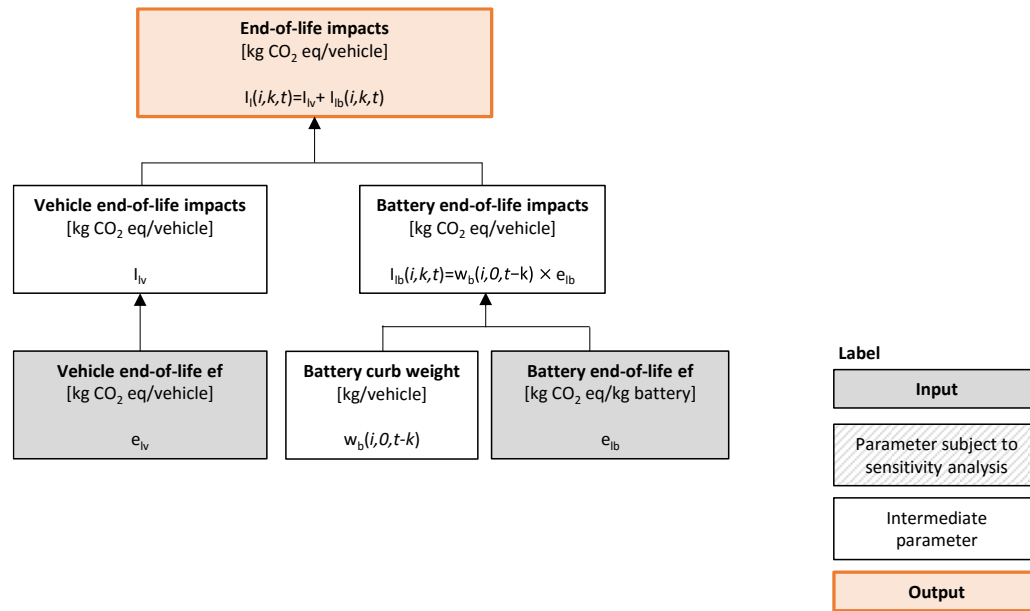 End-of-life impacts
[kg CO₂ eq/vehicle]
Iₗ(i,k,t)=Iₗᵥ+ Iₗb(i,k,t)
Vehicle end-of-life impacts
[kg CO₂ eq/vehicle]
Iₗᵥ
Battery end-of-life impacts
[kg CO₂ eq/vehicle]
Iₗb(i,k,t)=wb(i,0,t−k) × eₗb
Vehicle end-of-life ef
[kg CO₂ eq/vehicle]
eₗᵥ
Battery curb weight
[kg/vehicle]
wb(i,0,t-k)
Battery end-of-life ef
[kg CO₂ eq/kg battery]
eₗb
Label
Input
Parameter subject to
sensitivity analysis
Intermediate
parameter
Output